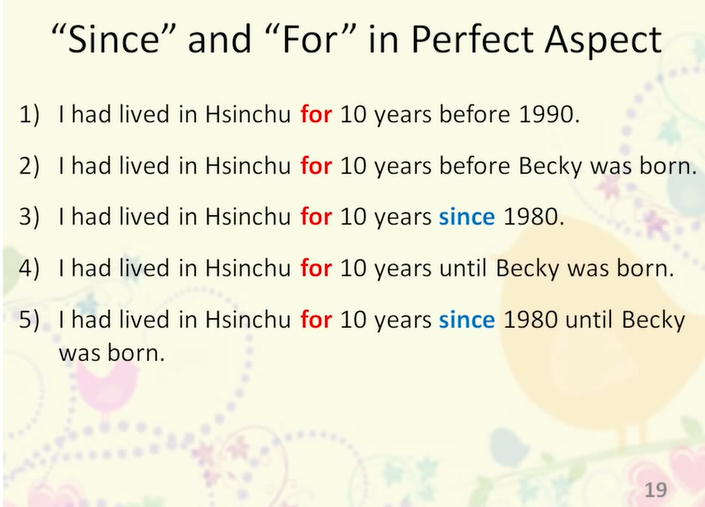 “Since” and “For” in Perfect Aspect
1) I had lived in Hsinchu for 10 years before 1990.
2) I had lived in Hsinchu for 10 years before Becky was born.
3) I had lived in Hsinchu for 10 years since 1980.
4) I had lived in Hsinchu for 10 years until Becky was born.
5) I had lived in Hsinchu for 10 years since 1980 until Becky
was born.
19